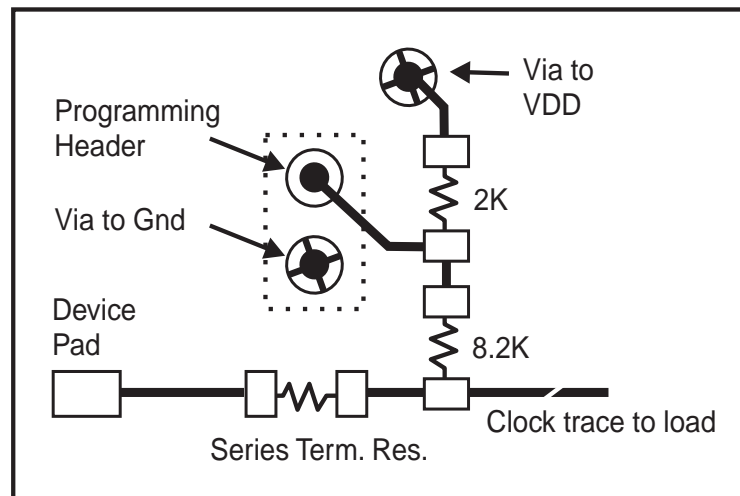 Via to
VDD
Programming
Header
2K
Via to Gnd
Device
Pad
8.2K
Clock trace to load
Series Term. Res.